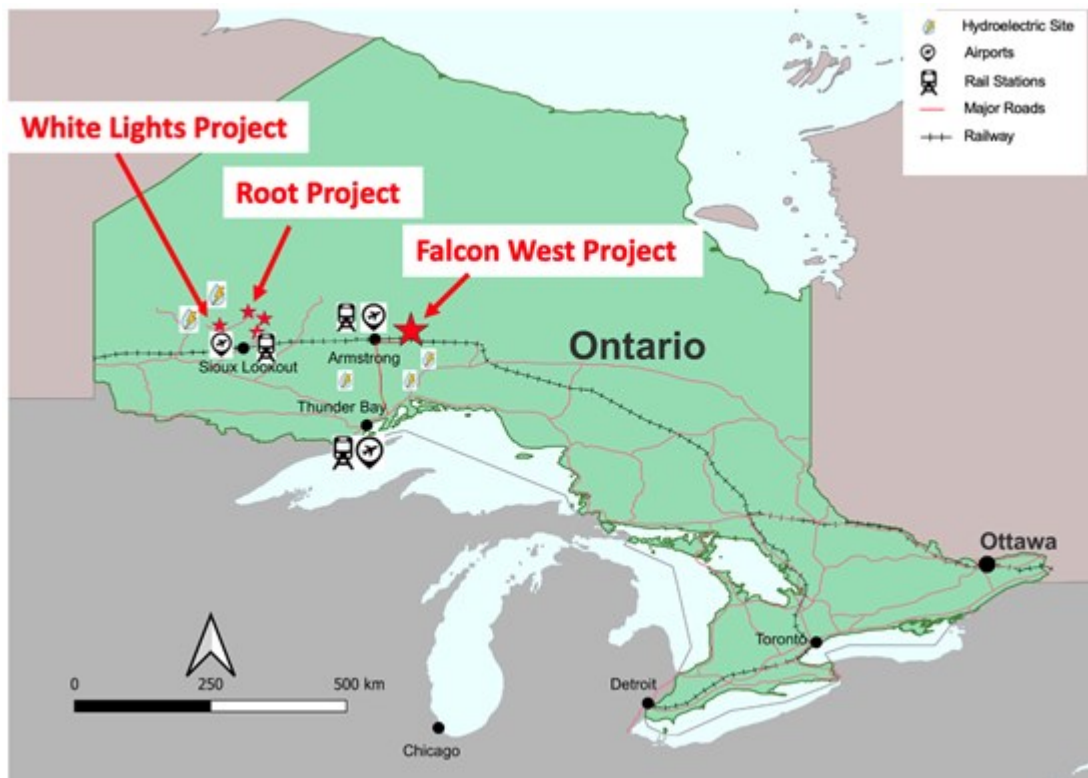 Hydroelectric Site
Airports
Rail Stations
Major Roads
Railway
White Lights Project
Root Project
Falcon West Project
Ontario
Sioux Lookout
Armstrong
Thunder Bay
Ottawa
Toronto
Detroit
Chicago
0 250 500 km